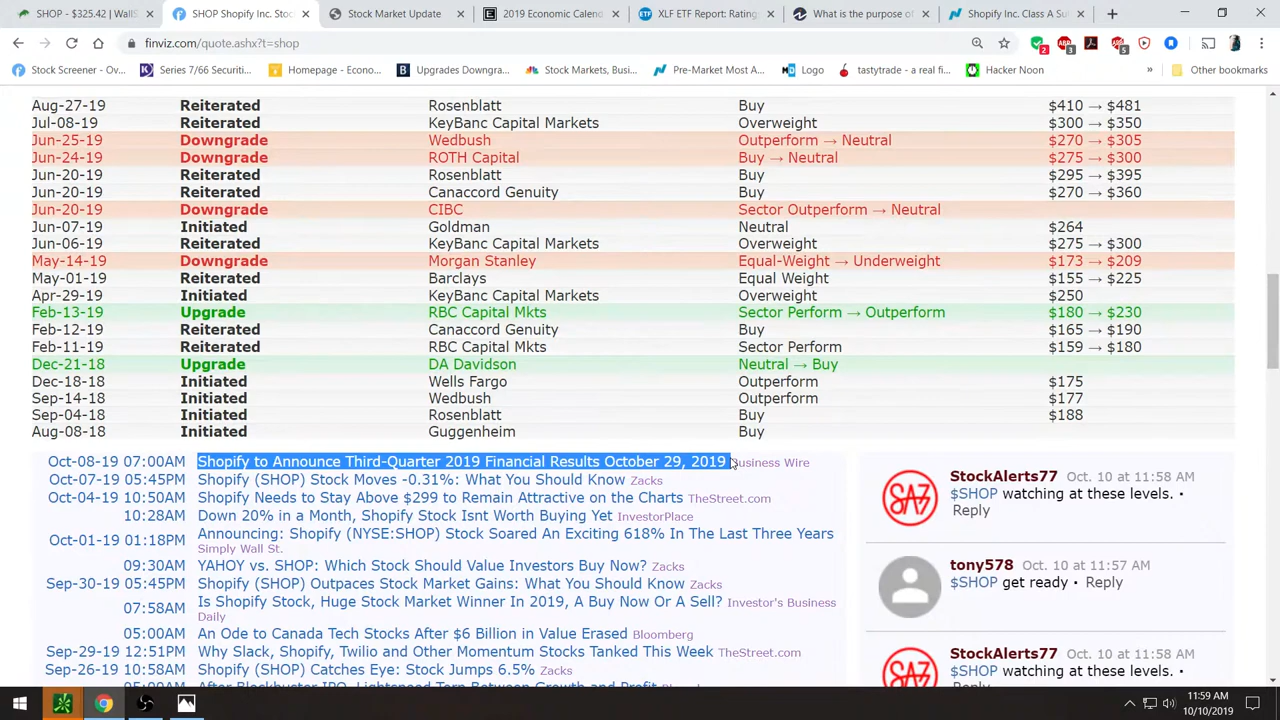 SHOP - $325.42 | WallS
SHOP Shopify Inc. Stoc
Stock Market Update
2019 Economic Calend
XLF ETF Report: Rating
What is the purpose of
Shopify Inc. Class A Su
finviz.com/quote.ashx?t=shop
Stock Screener - Ov...
Series 7/66 Securiti...
Homepage - Econo...
Upgrades Downgra...
Stock Markets, Busi...
Pre-Market Most A...
Logo
tastytrade - a real fi...
Hacker Noon
»
Other bookmarks
Aug-27-19 Reiterated Rosenblatt Buy $410 → $481
Jul-08-19 Reiterated KeyBanc Capital Markets Overweight $300 → $350
Jun-25-19 Downgrade Wedbush Outperform → Neutral $270 → $305
Jun-24-19 Downgrade ROTH Capital Buy → Neutral $275 → $300
Jun-20-19 Reiterated Rosenblatt Buy $295 → $395
Jun-20-19 Reiterated Canaccord Genuity Buy $270 → $360
Jun-20-19 Downgrade CIBC Sector Outperform → Neutral
Jun-07-19 Initiated Goldman Neutral $264
Jun-06-19 Reiterated KeyBanc Capital Markets Overweight $275 → $300
May-14-19 Downgrade Morgan Stanley Equal-Weight → Underweight $173 → $209
May-01-19 Reiterated Barclays Equal Weight $155 → $225
Apr-29-19 Initiated KeyBanc Capital Markets Overweight $250
Feb-13-19 Upgrade RBC Capital Mkts Sector Perform → Outperform $180 → $230
Feb-12-19 Reiterated Canaccord Genuity Buy $165 → $190
Feb-11-19 Reiterated RBC Capital Mkts Sector Perform $159 → $180
Dec-21-18 Upgrade DA Davidson Neutral → Buy
Dec-18-18 Initiated Wells Fargo Outperform $175
Sep-14-18 Initiated Wedbush Outperform $177
Sep-04-18 Initiated Rosenblatt Buy $188
Aug-08-18 Initiated Guggenheim Buy
Oct-08-19 07:00AM Shopify to Announce Third-Quarter 2019 Financial Results October 29, 2019 Business Wire
Oct-07-19 05:45PM Shopify (SHOP) Stock Moves -0.31%: What You Should Know Zacks
Oct-04-19 10:50AM Shopify Needs to Stay Above $299 to Remain Attractive on the Charts TheStreet.com
10:28AM Down 20% in a Month, Shopify Stock Isnt Worth Buying Yet InvestorPlace
Oct-01-19 01:18PM Announcing: Shopify (NYSE:SHOP) Stock Soared An Exciting 618% In The Last Three Years
Simply Wall St.
09:30AM YAHOY vs. SHOP: Which Stock Should Value Investors Buy Now? Zacks
Sep-30-19 05:45PM Shopify (SHOP) Outpaces Stock Market Gains: What You Should Know Zacks
07:58AM Is Shopify Stock, Huge Stock Market Winner In 2019, A Buy Now Or A Sell? Investor's Business
Daily
05:00AM An Ode to Canada Tech Stocks After $6 Billion in Value Erased Bloomberg
Sep-29-19 12:51PM Why Slack, Shopify, Twilio and Other Momentum Stocks Tanked This Week TheStreet.com
Sep-26-19 10:58AM Shopify (SHOP) Catches Eye: Stock Jumps 6.5% Zacks
After Blockbuster IPO, Lightspeed Torn Between Growth and Profit
StockAlerts77 Oct. 10 at 11:58 AM
$SHOP watching at these levels. •
Reply
tony578 Oct. 10 at 11:57 AM
$SHOP get ready • Reply
StockAlerts77 Oct. 10 at 11:58 AM
$SHOP watching at these levels. •
Reply
11:59 AM
10/10/2019